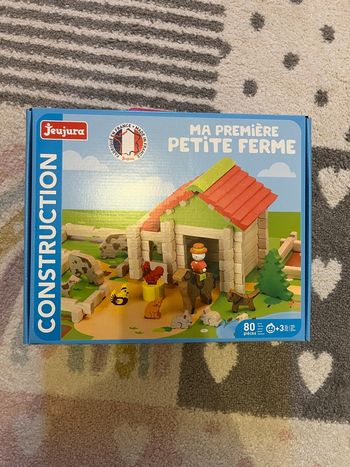 Jeujura
MA PREMIÈRE
PETITE FERME
CONSTRUCTION
80
pièces
+3